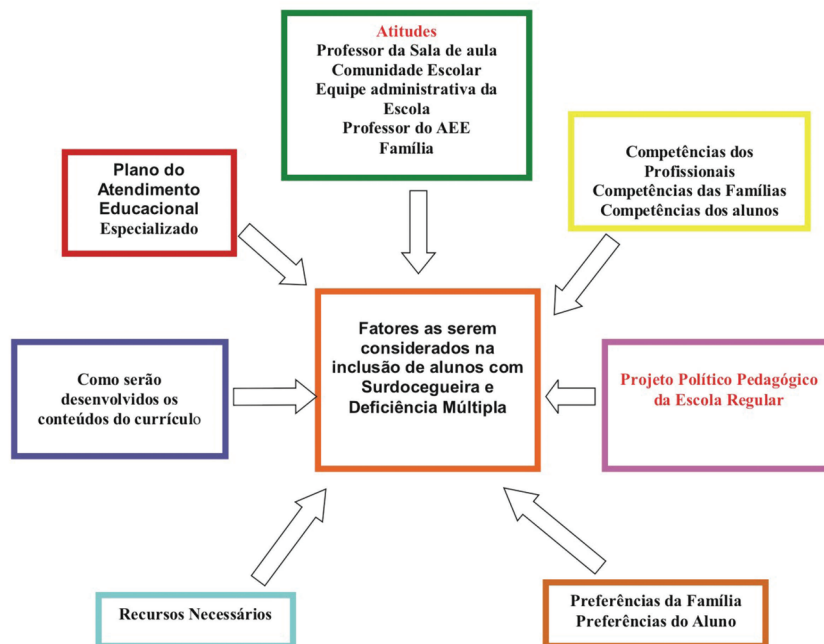 Atitudes
Professor da Sala de aula
Comunidade Escolar
Equipe administrativa da
Escola
Professor do AEE
Família
Plano do
Atendimento
Educacional
Especializado
Competências dos
Profissionais
Competências das Famílias
Competências dos alunos
Fatores as serem
considerados na
inclusão de alunos com
Surdocegueira e
Deficiência Múltipla
Como serão
desenvolvidos os
conteúdos do currículo
Projeto Político Pedagógico
da Escola Regular
Recursos Necessários
Preferências da Família
Preferências do Aluno